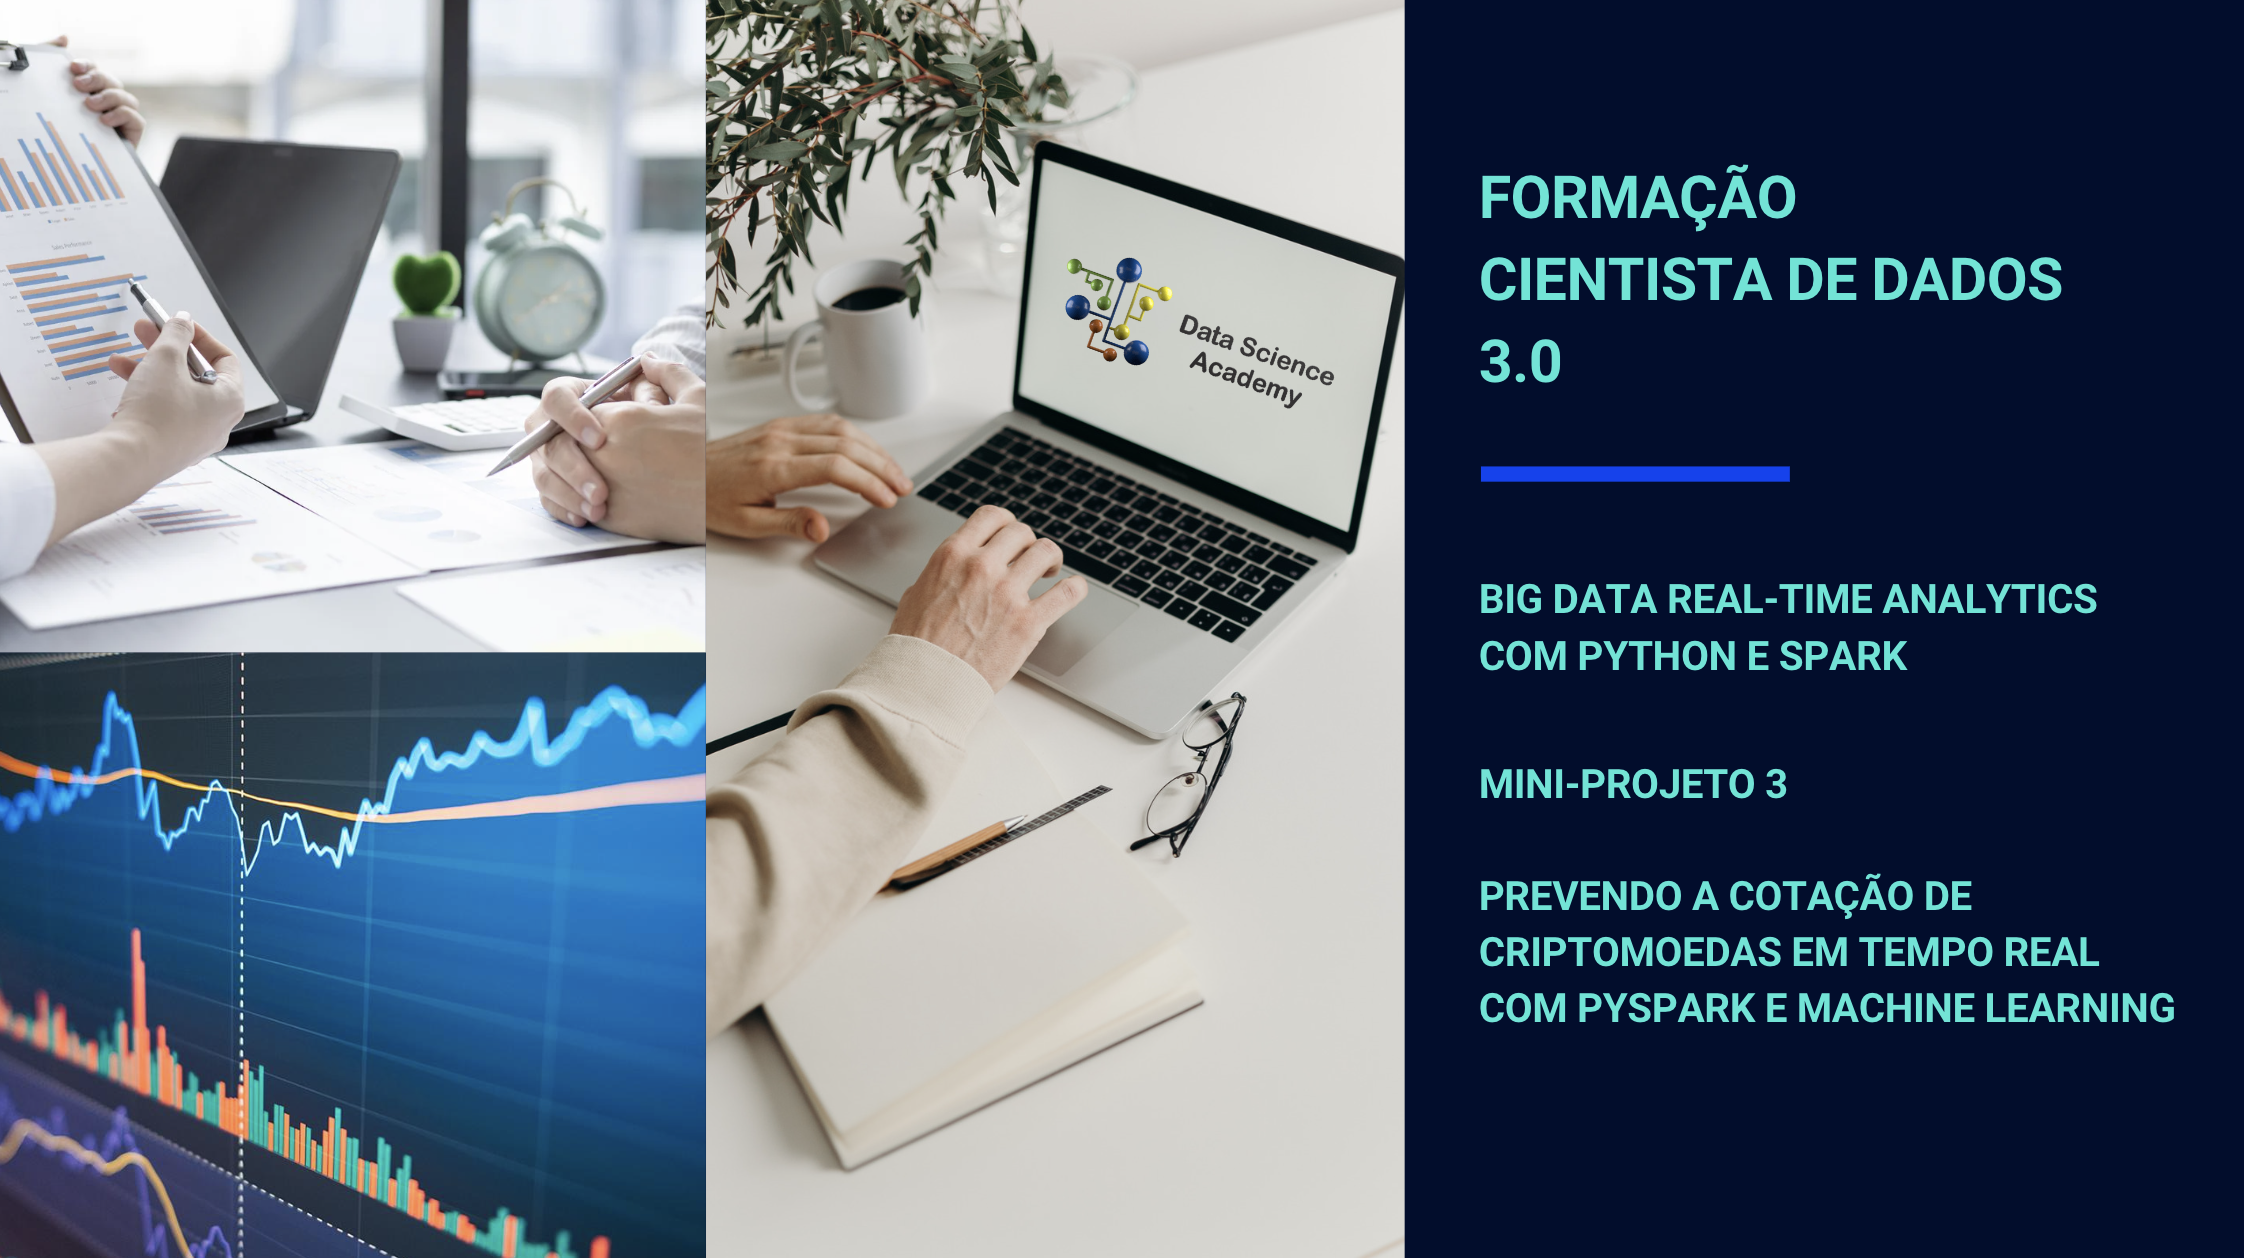 Data Science
Academy
FORMAÇÃO
CIENTISTA DE DADOS
3.0
BIG DATA REAL-TIME ANALYTICS
COM PYTHON E SPARK
MINI-PROJETO 3
PREVENDO A COTAÇÃO DE
CRIPTOMOEDAS EM TEMPO REAL
COM PYSPARK E MACHINE LEARNING